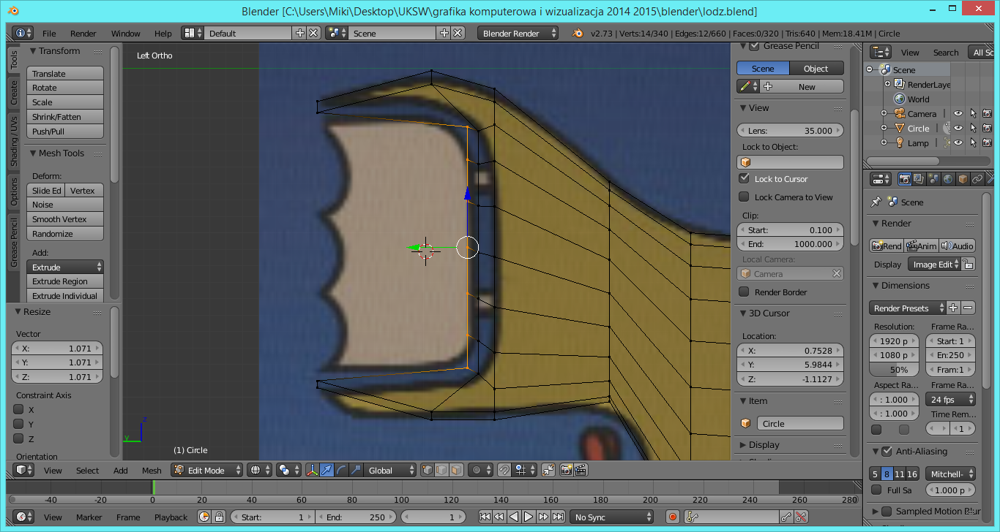 Blender [C:\Users\Miki\Desktop\UKSW\grafika komputerowa i wizualizacja 2014 2015\blender\lodz.blend]
File Render Window Help Default Scene Blender Render v2.73 | Verts:14/340 | Edges:12/660 | Faces:0/320 | Tris:640 | Mem:18.41M | Circle
Tools
Create
Shading / UVs
Options
Grease Pencil
Transform
Translate
Rotate
Scale
Shrink/Fatten
Push/Pull
Mesh Tools
Deform:
Slide Ed Vertex
Noise
Smooth Vertex
Randomize
Add:
Extrude
Extrude Region
Extrude Individual
Resize
Vector
X: 1.071
Y: 1.071
Z: 1.071
Constraint Axis
X
Y
Z
Orientation
Left Ortho
z
y
(1) Circle
Grease Pencil
Scene Object
New
View
Lens: 35.000
Lock to Object:
Lock to Cursor
Lock Camera to View
Clip:
Start: 0.100
End: 1000.000
Local Camera:
Camera
Render Border
3D Cursor
Location:
X: 0.7528
Y: 5.9844
Z: -1.1127
Item
Circle
Display
View Search All Sc
Scene
RenderLaye
World
Camera
Circle
Lamp
Scene
Render
Rend Anim Audio
Display Image Edit
Dimensions
Render Presets
Resolution: Frame Ra...
1920 p Start: 1
1080 p En:250
50% Fram:1
Aspect Ra... Frame Ra...
: 1.000 24 fps
: 1.000 Time Rem...
1
Anti-Aliasing
5 8 11 16 Mitchell-
Full Sa 1.000 p
Sampled Motion Blur
View Select Add Mesh Edit Mode Global
-40 -20 0 20 40 60 80 100 120 140 160 180 200 220 240 260 280
View Marker Frame Playback Start: 1 End: 250 1 No Sync